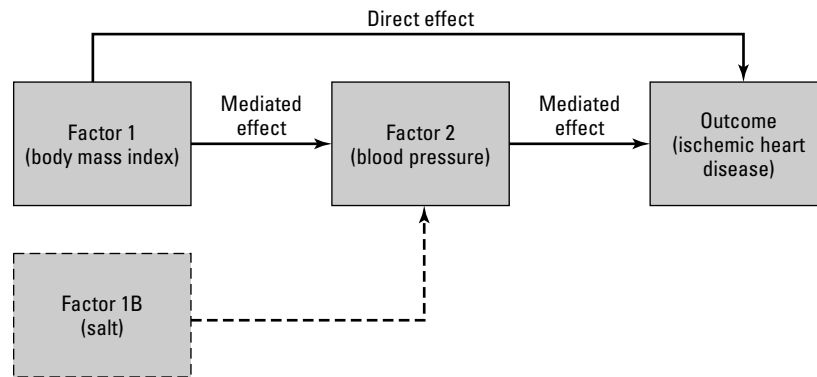 Direct effect
Factor 1
(body mass index)
Mediated
effect
Factor 2
(blood pressure)
Mediated
effect
Outcome
(ischemic heart
disease)
Factor 1B
(salt)